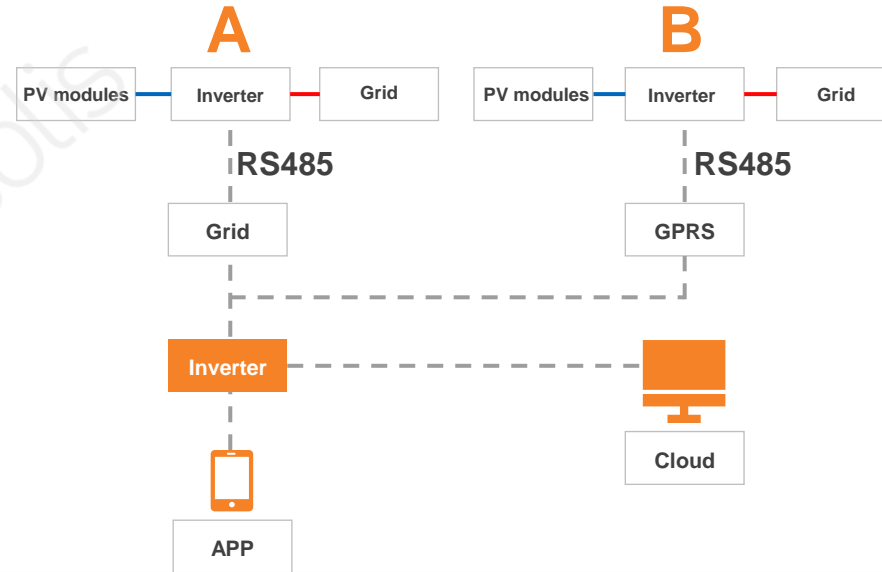 A
B
PV modules
Inverter
Grid
PV modules
Inverter
Grid
RS485
RS485
Grid
GPRS
Inverter
Cloud
APP